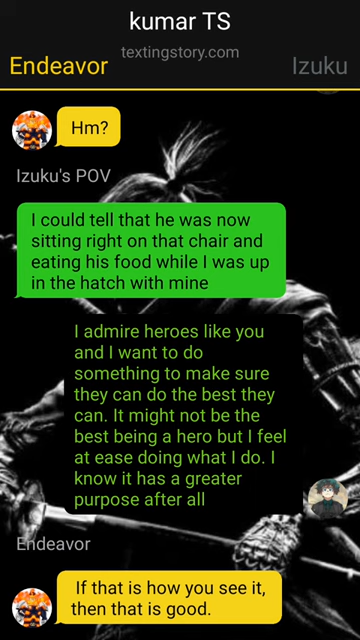 kumar TS
textingstory.com
Endeavor
Izuku
Hm?
Izuku's POV
I could tell that he was now
sitting right on that chair and
eating his food while I was up
in the hatch with mine
I admire heroes like you
and I want to do
something to make sure
they can do the best they
can. It might not be the
best being a hero but I feel
at ease doing what I do. I
know it has a greater
purpose after all
Endeavor
If that is how you see it,
then that is good.